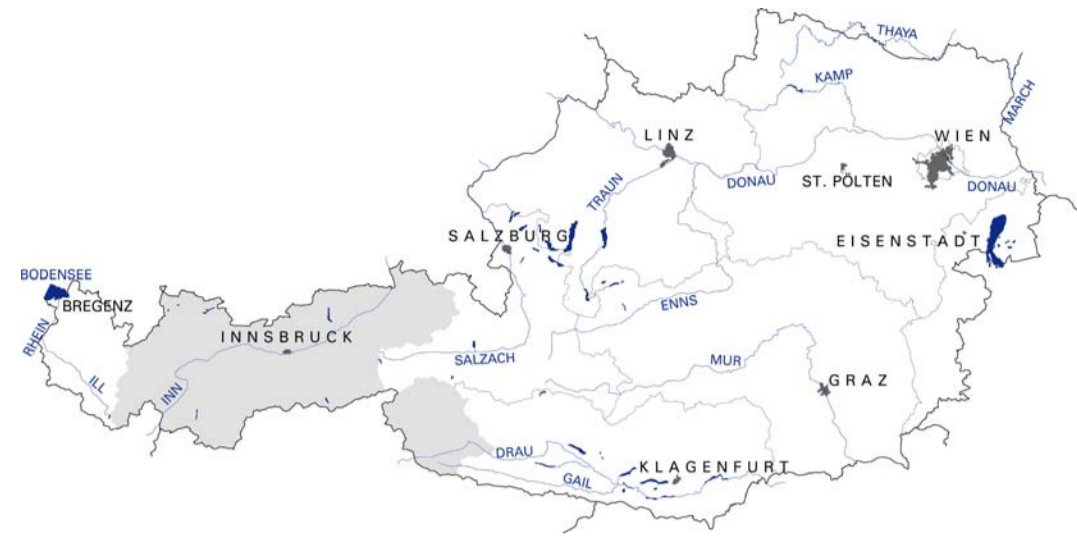 THAYA
KAMP
MARCH
LINZ
WIEN
TRAUN
DONAU
ST. PÖLTEN
DONAU
SALZBURG
EISENSTADT
BODENSEE
BREGENZ
ENNS
RHEIN
INNSBRUCK
SALZACH
MUR
ILL
INN
GRAZ
DRAU
KLAGENFURT
GAIL